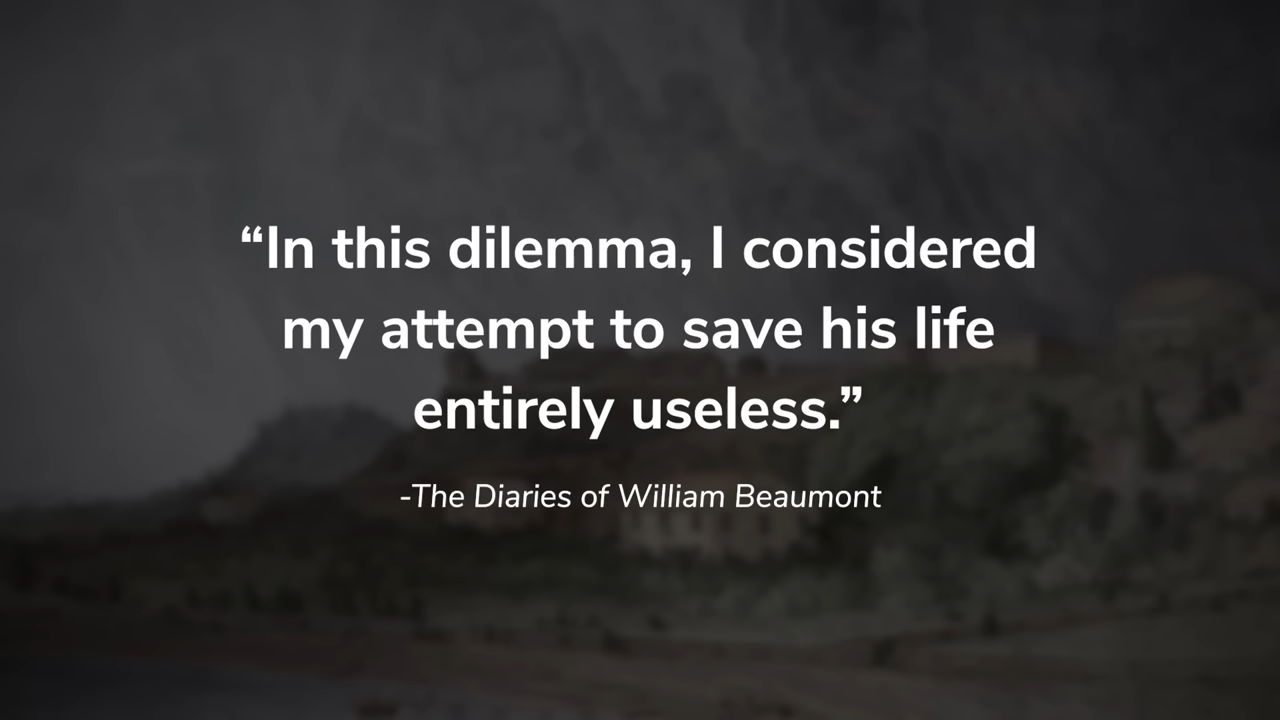 “In this dilemma, I considered
my attempt to save his life
entirely useless.”
-The Diaries of William Beaumont